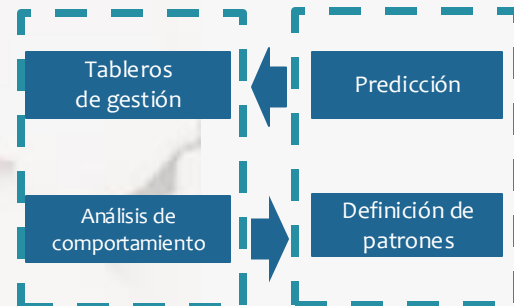 Tableros
de gestión
Predicción
Análisis de
comportamiento
Definición de
patrones